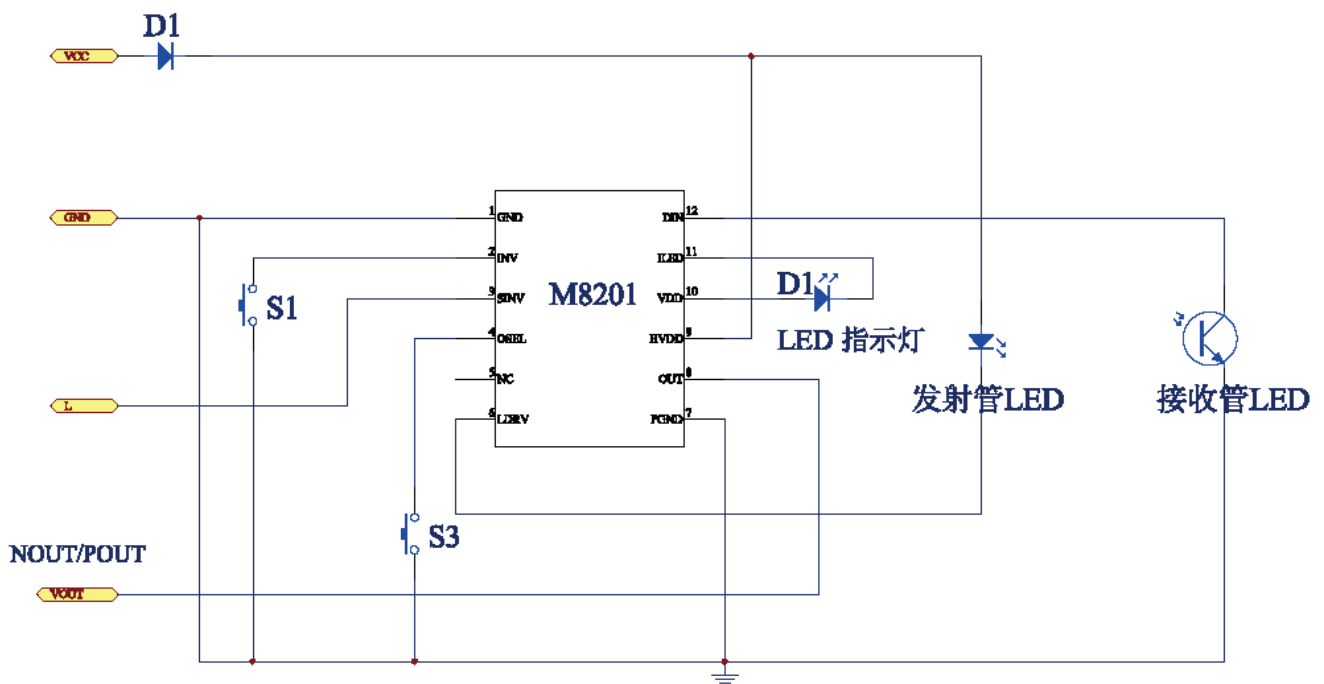 D1
VCC
GND
1
GND
DIN
12
2
INV
ILED
11
S1
3
SINV
M8201
VDD
10
D1
4
OSEL
HVDD
9
LED 指示灯
5
NC
OUT
8
发射管LED
接收管LED
L
6
LDRV
PGND
7
S3
NOUT/POUT
VOUT